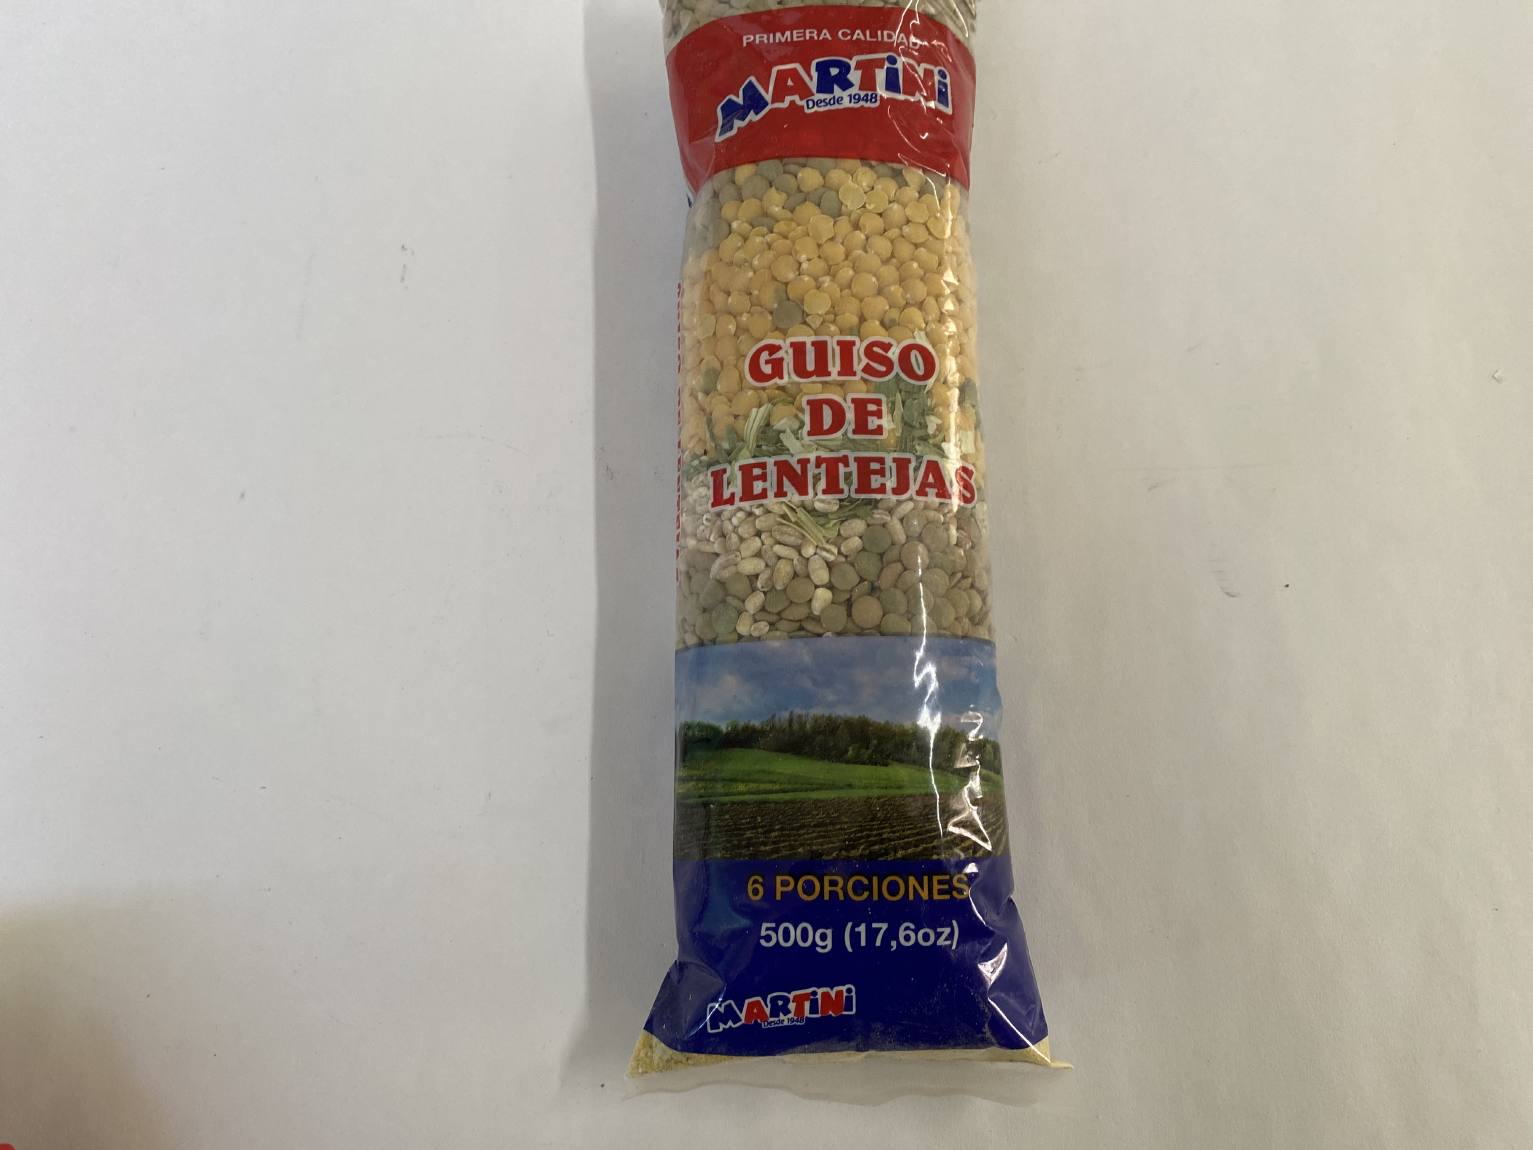 PRIMERA CALIDAD
MARTiNi
Desde 1948
GUISO
DE
LENTEJAS
6 PORCIONES
500g (17,6oz)
MARTiNi
Desde 1948